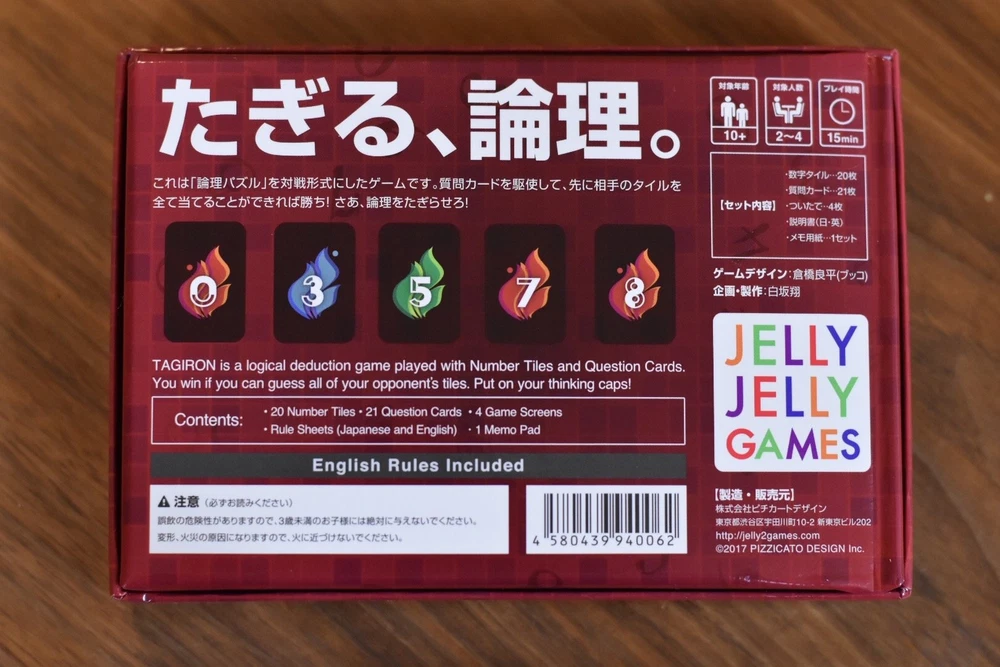 たぎる、論理。
これは「論理パズル」を対戦形式にしたゲームです。質問カードを駆使して、先に相手のタイルを
全て当てることができれば勝ち! さあ、論理をたぎらせろ!
0 3 5 7 8
TAGIRON is a logical deduction game played with Number Tiles and Question Cards.
You win if you can guess all of your opponent's tiles. Put on your thinking caps!
Contents:
・20 Number Tiles ・21 Question Cards ・4 Game Screens
・Rule Sheets (Japanese and English) ・1 Memo Pad
English Rules Included
注意 (必ずお読みください)
誤飲の危険性がありますので、3歳未満のお子様には絶対に与えないでください。
変形、火災の原因になりますので、火に近づけないでください。
4 580439 940062
対象年齢
10+
対象人数
2〜4
プレイ時間
15min
【セット内容】
・数字タイル…20枚
・質問カード…21枚
・ついたて…4枚
・説明書(日・英)
・メモ用紙…1セット
ゲームデザイン:倉橋良平(ブッコ)
企画・製作:白坂翔
JELLY
JELLY
GAMES
【製造・販売元】
株式会社ピチカートデザイン
東京都渋谷区宇田川町10-2 新東京ビル202
http://jelly2games.com/
©2017 PIZZICATO DESIGN Inc.